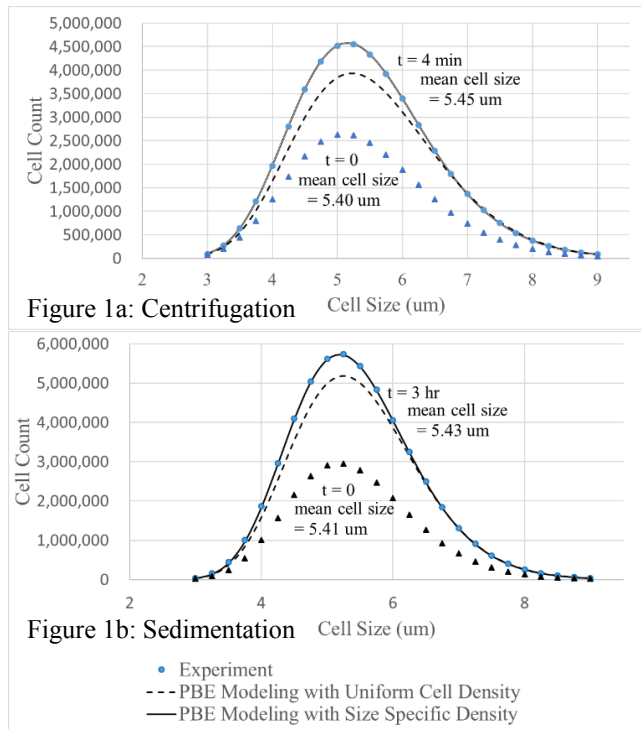 5,000,000
4,500,000
4,000,000
3,500,000
3,000,000
2,500,000
2,000,000
1,500,000
1,000,000
500,000
0
Cell Count
t = 4 min
mean cell size
= 5.45 um
t = 0
mean cell size
= 5.40 um
2 3 4 5 6 7 8 9
Cell Size (um)
Figure 1a: Centrifugation
6,000,000
5,000,000
4,000,000
3,000,000
2,000,000
1,000,000
0
Cell Count
t = 3 hr
mean cell size
= 5.43 um
t = 0
mean cell size
= 5.41 um
2 4 6 8
Cell Size (um)
Figure 1b: Sedimentation
Experiment
PBE Modeling with Uniform Cell Density
PBE Modeling with Size Specific Density